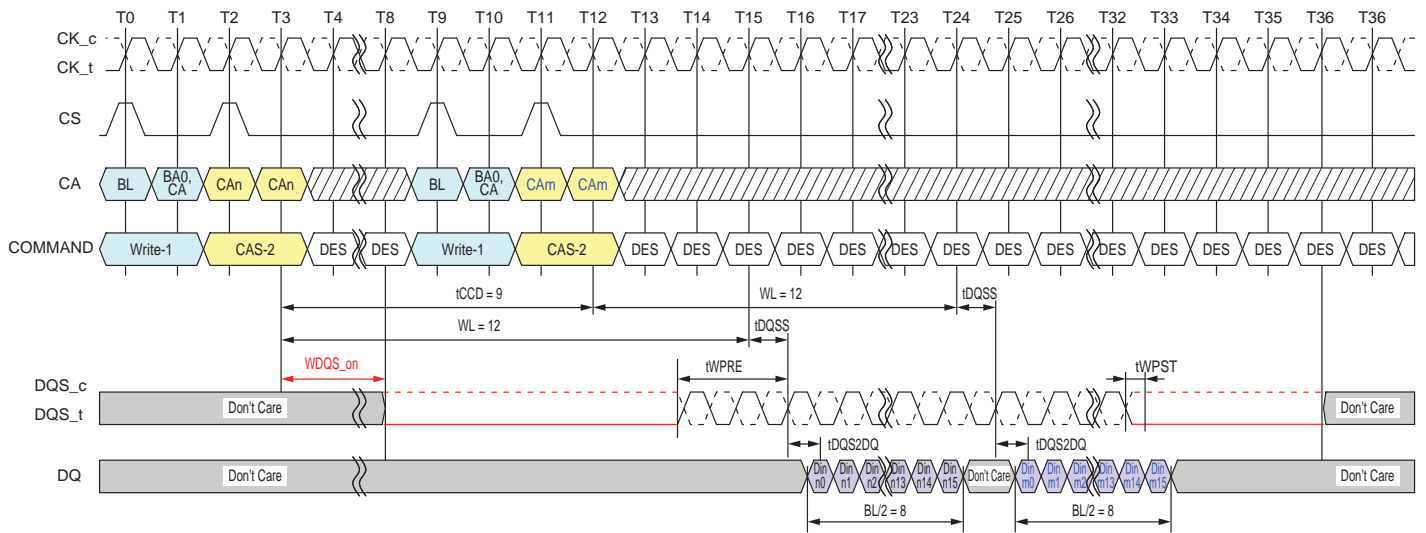 T0 T1 T2 T3 T4 T8 T9 T10 T11 T12 T13 T14 T15 T16 T17 T23 T23 T24 T25 T26 T32 T33 T34 T35 T36 T36
CK_c
CK_t
CS
CA BL BA0, CA CAn CAn BL BA0, CA CAm CAm
COMMAND Write-1 CAS-2 DES DES Write-1 CAS-2 DES DES DES DES DES DES DES DES DES DES DES DES DES DES DES
tCCD = 9 WL = 12 tDQSS
WL = 12 tDQSS
WDQS_on tWPRE tWPST
DQS_c
DQS_t Don't Care Don't Care
tDQS2DQ tDQS2DQ
DQ Don't Care Din n0 Din n1 Din n2 Din n13 Din n14 Din n15 Don't Care Din m0 Din m1 Din m2 Din m13 Din m14 Din m15 Don't Care
BL/2 = 8 BL/2 = 8